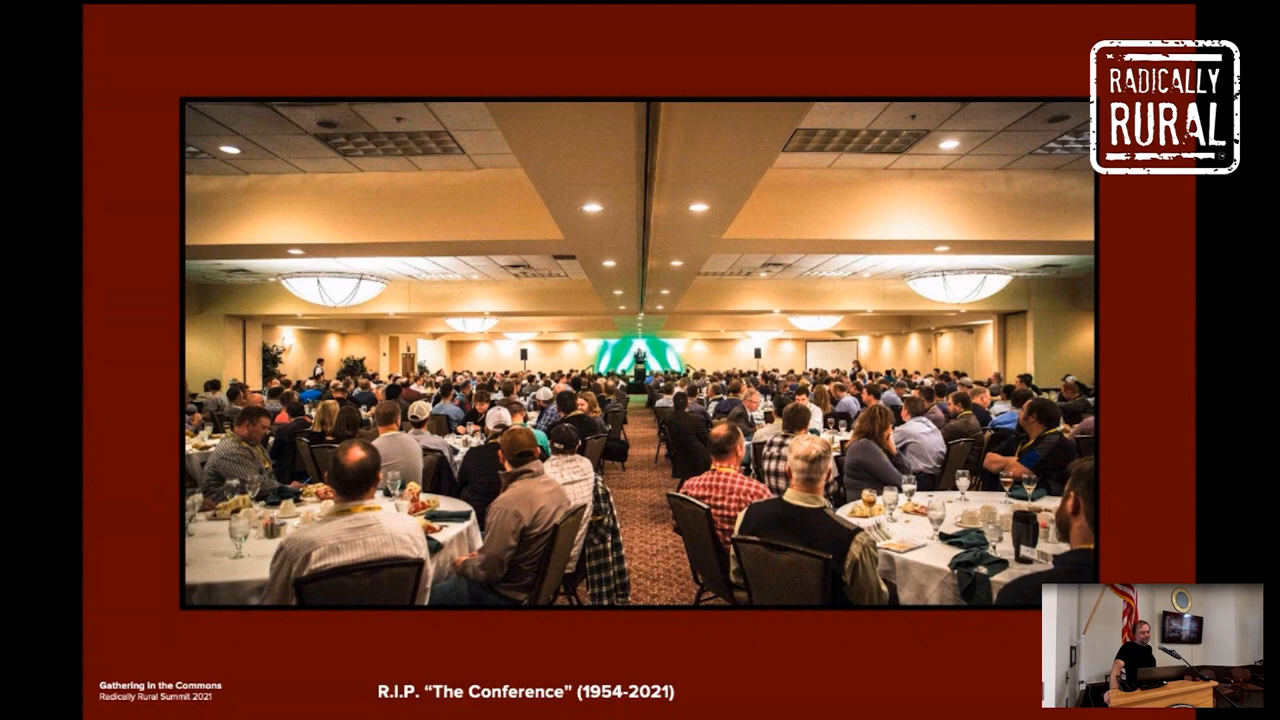 RADICALLY
RURAL
Gathering in the Commons
Radically Rural Summit 2021
R.I.P. “The Conference” (1954-2021)